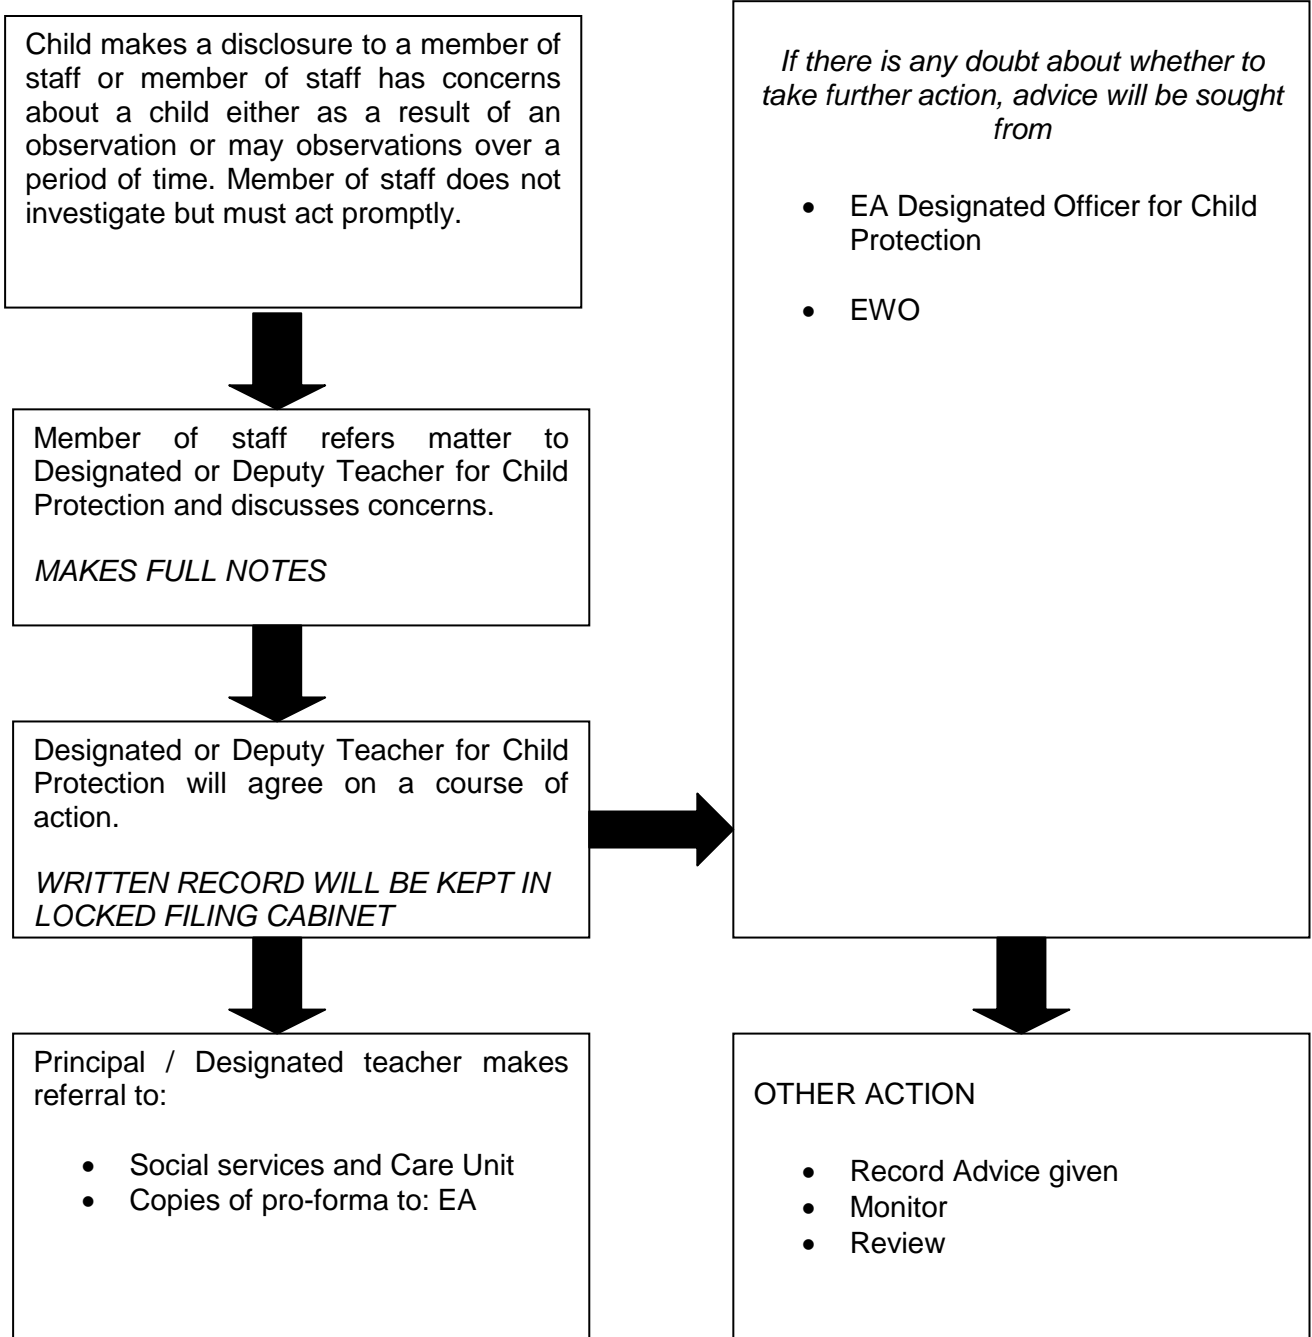 Child makes a disclosure to a member of
staff or member of staff has concerns
about a child either as a result of an
observation or may observations over a
period of time. Member of staff does not
investigate but must act promptly.
Member of staff refers matter to
Designated or Deputy Teacher for Child
Protection and discusses concerns.
MAKES FULL NOTES
Designated or Deputy Teacher for Child
Protection will agree on a course of
action.
WRITTEN RECORD WILL BE KEPT IN
LOCKED FILING CABINET
Principal / Designated teacher makes
referral to:
• Social services and Care Unit
• Copies of pro-forma to: EA
If there is any doubt about whether to
take further action, advice will be sought
from
• EA Designated Officer for Child
Protection
• EWO
OTHER ACTION
• Record Advice given
• Monitor
• Review